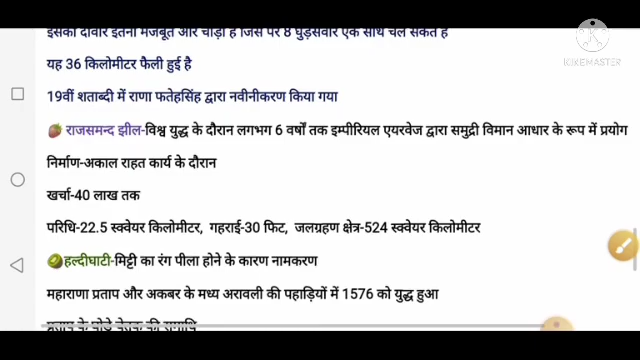 इसकी दीवार इतनी मजबूत और चौड़ी है जिस पर 8 घुड़सवार एक साथ चल सकते है
यह 36 किलोमीटर फैली हुई है
19वीं शताब्दी में राणा फतेहसिंह द्वारा नवीनीकरण किया गया
राजसमन्द झील-विश्व युद्ध के दौरान लगभग 6 वर्षों तक इम्पीरियल एयरवेज द्वारा समुद्री विमान आधार के रूप में प्रयोग
निर्माण-अकाल राहत कार्य के दौरान
खर्चा-40 लाख तक
परिधि-22.5 स्क्वेयर किलोमीटर, गहराई-30 फिट, जलग्रहण क्षेत्र-524 स्क्वेयर किलोमीटर
हल्दीघाटी-मिट्टी का रंग पीला होने के कारण नामकरण
महाराणा प्रताप और अकबर के मध्य अरावली की पहाड़ियों में 1576 को युद्ध हुआ
प्रताप के घोड़े चेतक की समाधि
KINEMASTER